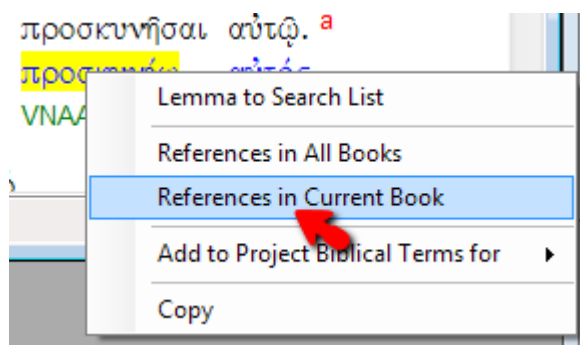 προσκυνῆσαι αὐτῷ. a
VNAA
Lemma to Search List
References in All Books
References in Current Book
Add to Project Biblical Terms for
Copy